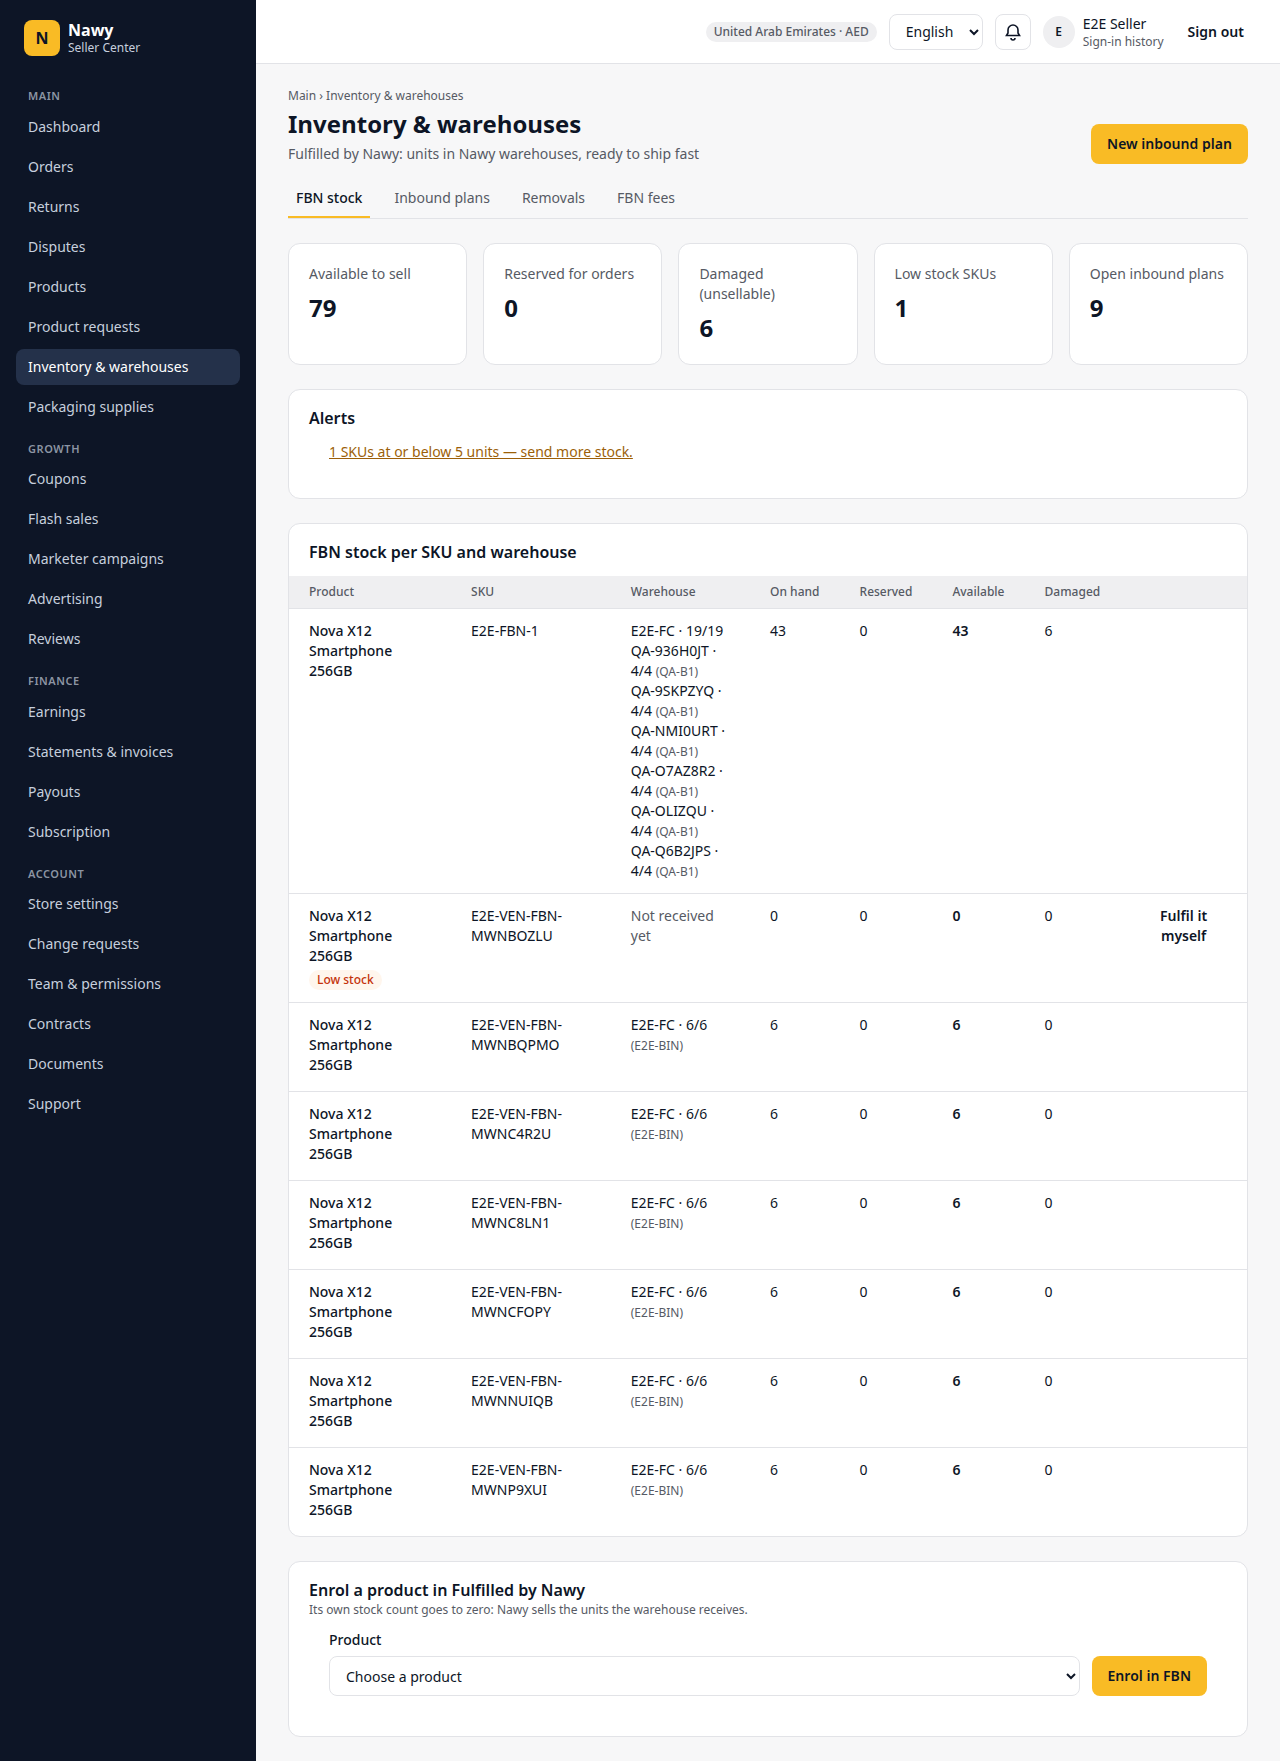 N
Nawy
Seller Center
MAIN
Dashboard
Orders
Returns
Disputes
Products
Product requests
Inventory & warehouses
Packaging supplies
GROWTH
Coupons
Flash sales
Marketer campaigns
Advertising
Reviews
FINANCE
Earnings
Statements & invoices
Payouts
Subscription
ACCOUNT
Store settings
Change requests
Team & permissions
Contracts
Documents
Support
United Arab Emirates · AED
English
E
E2E Seller
Sign-in history
Sign out
Main › Inventory & warehouses
Inventory & warehouses
Fulfilled by Nawy: units in Nawy warehouses, ready to ship fast
New inbound plan
FBN stock
Inbound plans
Removals
FBN fees
Available to sell
79
Reserved for orders
0
Damaged
(unsellable)
6
Low stock SKUs
1
Open inbound plans
9
Alerts
1 SKUs at or below 5 units — send more stock.
FBN stock per SKU and warehouse
Product SKU Warehouse On hand Reserved Available Damaged
Nova X12 E2E-FBN-1 E2E-FC · 19/19 43 0 43 6
Smartphone QA-936H0JT ·
256GB 4/4 (QA-B1)
QA-9SKPZYQ ·
4/4 (QA-B1)
QA-NMI0URT ·
4/4 (QA-B1)
QA-O7AZ8R2 ·
4/4 (QA-B1)
QA-OLIZQU ·
4/4 (QA-B1)
QA-Q6B2JPS ·
4/4 (QA-B1)
Nova X12 E2E-VEN-FBN- Not received 0 0 0 0 Fulfil it
Smartphone MWNBOZLU yet myself
256GB
Low stock
Nova X12 E2E-VEN-FBN- E2E-FC · 6/6 6 0 6 0
Smartphone MWNBQPMO (E2E-BIN)
256GB
Nova X12 E2E-VEN-FBN- E2E-FC · 6/6 6 0 6 0
Smartphone MWNC4R2U (E2E-BIN)
256GB
Nova X12 E2E-VEN-FBN- E2E-FC · 6/6 6 0 6 0
Smartphone MWNC8LN1 (E2E-BIN)
256GB
Nova X12 E2E-VEN-FBN- E2E-FC · 6/6 6 0 6 0
Smartphone MWNCFOPY (E2E-BIN)
256GB
Nova X12 E2E-VEN-FBN- E2E-FC · 6/6 6 0 6 0
Smartphone MWNNUIQB (E2E-BIN)
256GB
Nova X12 E2E-VEN-FBN- E2E-FC · 6/6 6 0 6 0
Smartphone MWNP9XUI (E2E-BIN)
256GB
Enrol a product in Fulfilled by Nawy
Its own stock count goes to zero: Nawy sells the units the warehouse receives.
Product
Choose a product
Enrol in FBN